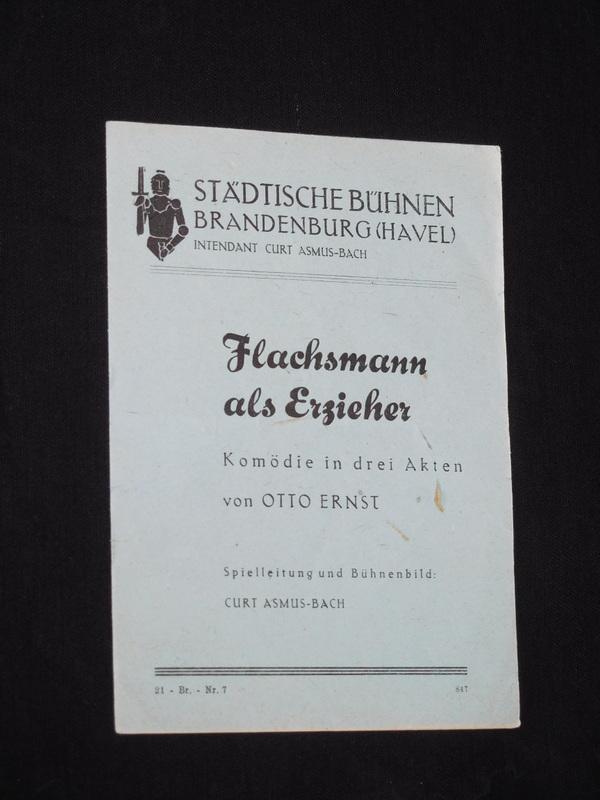 STÄDTISCHE BÜHNEN
BRANDENBURG (HAVEL)
INTENDANT CURT ASMUS-BACH
Flachsmann
als Erzieher
Komödie in drei Akten
von OTTO ERNST
Spielleitung und Bühnenbild:
CURT ASMUS-BACH
21 - Br. - Nr. 7
847